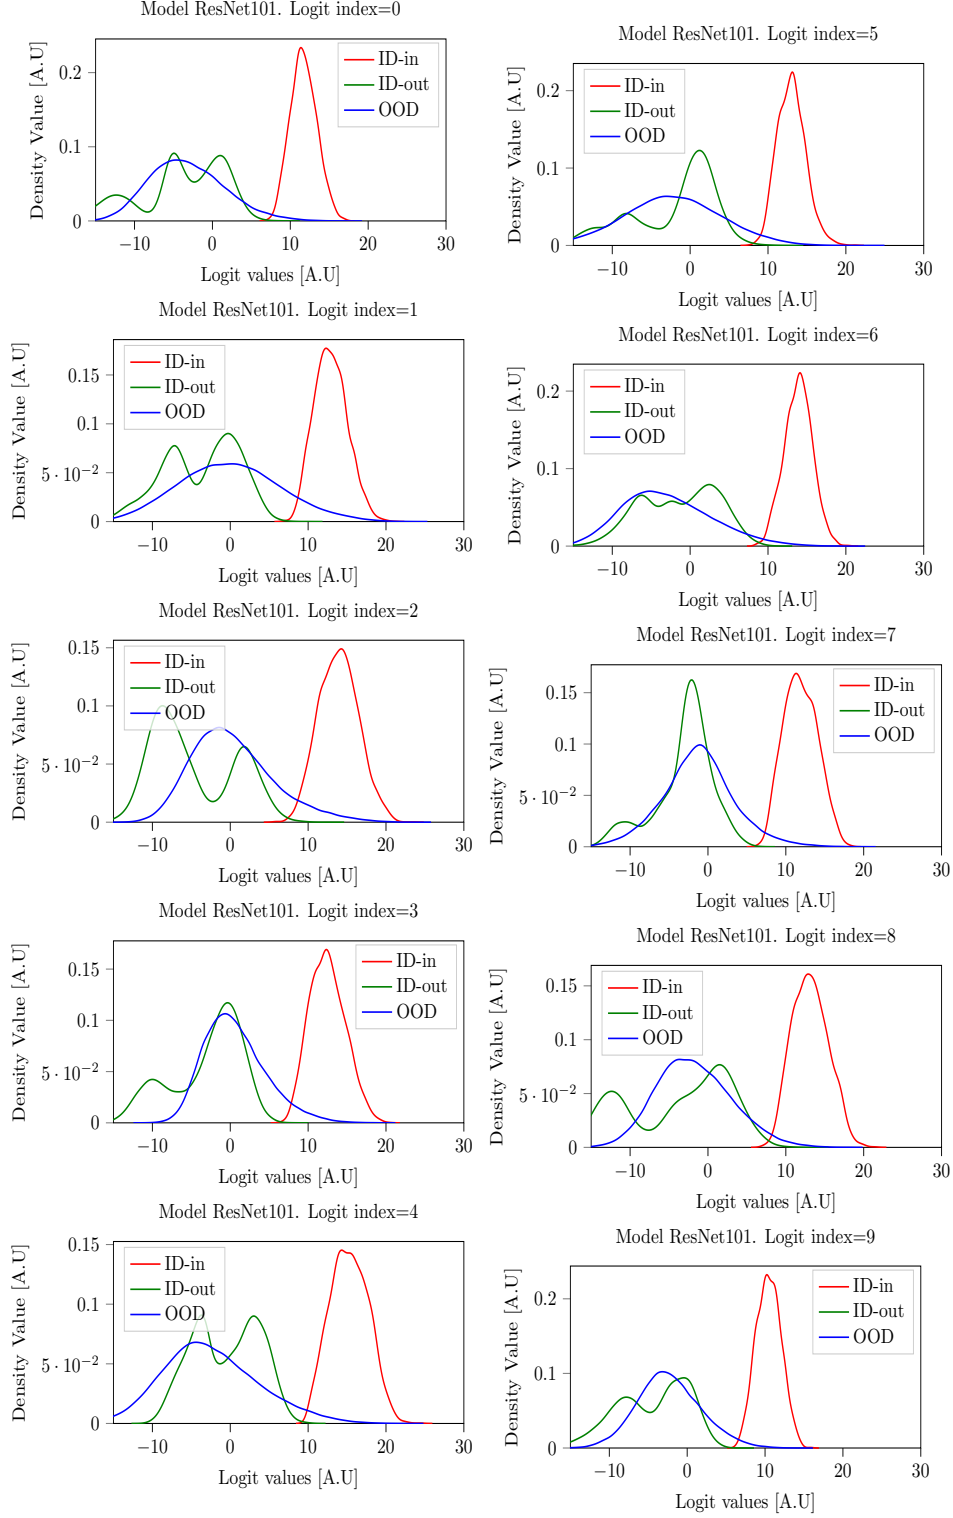 Model ResNet101. Logit index=0
Density Value [A.U]
0.2
0.1
0
ID-in
ID-out
OOD
−10 0 10 20 30
Logit values [A.U]
Model ResNet101. Logit index=1
Density Value [A.U]
0.15
0.1
5 · 10−2
0
ID-in
ID-out
OOD
−10 0 10 20 30
Logit values [A.U]
Model ResNet101. Logit index=2
Density Value [A.U]
0.15
0.1
5 · 10−2
0
ID-in
ID-out
OOD
−10 0 10 20 30
Logit values [A.U]
Model ResNet101. Logit index=3
Density Value [A.U]
0.15
0.1
5 · 10−2
0
ID-in
ID-out
OOD
−10 0 10 20 30
Logit values [A.U]
Model ResNet101. Logit index=4
Density Value [A.U]
0.15
0.1
5 · 10−2
0
ID-in
ID-out
OOD
−10 0 10 20 30
Logit values [A.U]
Model ResNet101. Logit index=5
Density Value [A.U]
0.2
0.1
0
ID-in
ID-out
OOD
−10 0 10 20 30
Logit values [A.U]
Model ResNet101. Logit index=6
Density Value [A.U]
0.2
0.1
0
ID-in
ID-out
OOD
−10 0 10 20 30
Logit values [A.U]
Model ResNet101. Logit index=7
Density Value [A.U]
0.15
0.1
5 · 10−2
0
ID-in
ID-out
OOD
−10 0 10 20 30
Logit values [A.U]
Model ResNet101. Logit index=8
Density Value [A.U]
0.15
0.1
5 · 10−2
0
ID-in
ID-out
OOD
−10 0 10 20 30
Logit values [A.U]
Model ResNet101. Logit index=9
Density Value [A.U]
0.2
0.1
0
ID-in
ID-out
OOD
−10 0 10 20 30
Logit values [A.U]